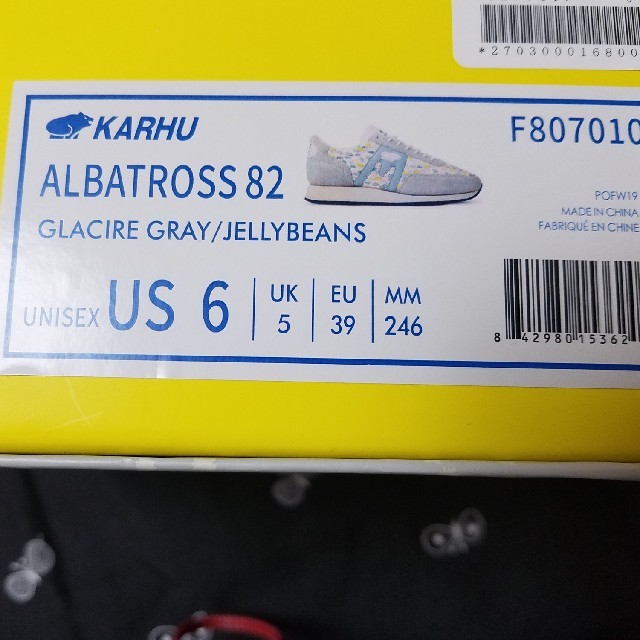 *2703000016800
KARHU
F807010
ALBATROSS 82
GLACIRE GRAY/JELLYBEANS
POFW19
MADE IN CHINA
FABRIQUÉ EN CHINE
UNISEX US 6
UK 5
EU 39
MM 246
8 42980 15362